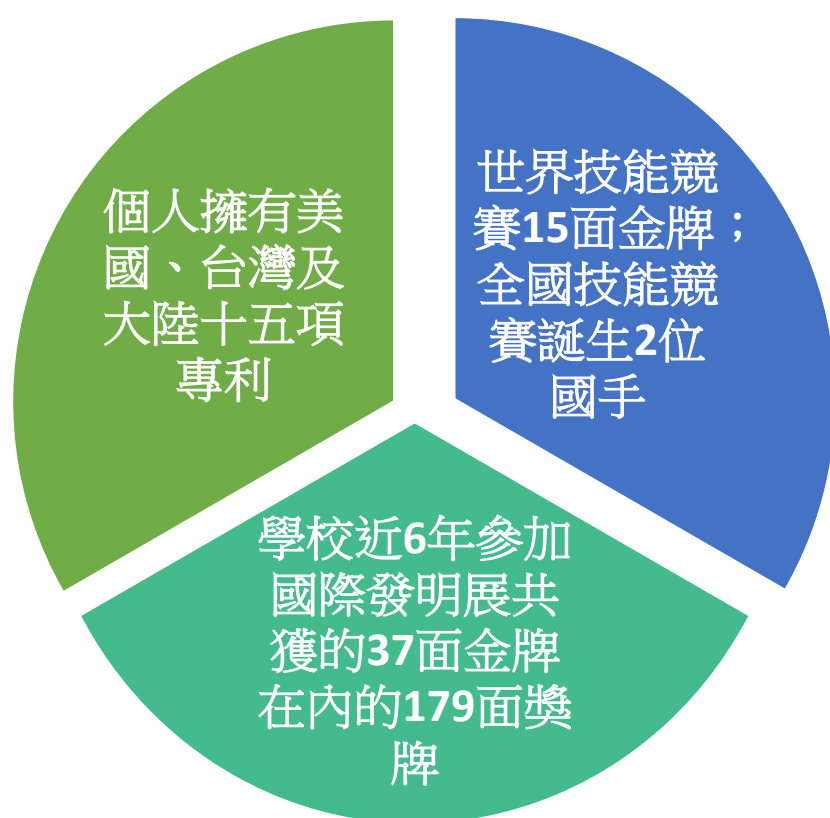 個人擁有美
國、台灣及
大陸十五項
專利
世界技能競
賽15面金牌；
全國技能競
賽誕生2位
國手
學校近6年參加
國際發明展共
獲的37面金牌
在內的179面獎
牌